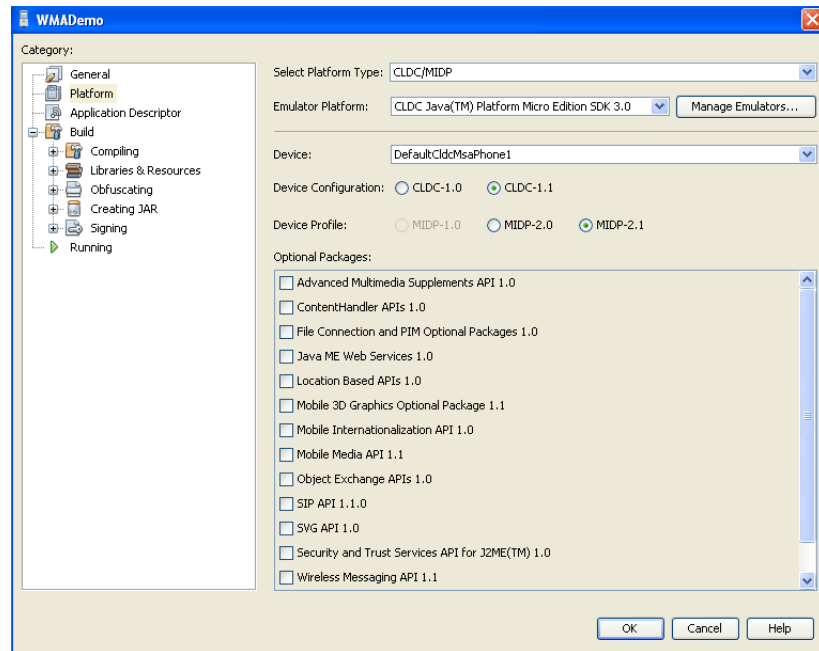 WMADemo
Category:
General
Platform
Application Descriptor
Build
Compiling
Libraries & Resources
Obfuscating
Creating JAR
Signing
Running
Select Platform Type: CLDC/MIDP
Emulator Platform: CLDC Java(TM) Platform Micro Edition SDK 3.0 Manage Emulators...
Device: DefaultCldcMsaPhone1
Device Configuration: CLDC-1.0 CLDC-1.1
Device Profile: MIDP-1.0 MIDP-2.0 MIDP-2.1
Optional Packages:
Advanced Multimedia Supplements API 1.0
ContentHandler APIs 1.0
File Connection and PIM Optional Packages 1.0
Java ME Web Services 1.0
Location Based APIs 1.0
Mobile 3D Graphics Optional Package 1.1
Mobile Internationalization API 1.0
Mobile Media API 1.1
Object Exchange APIs 1.0
SIP API 1.1.0
SVG API 1.0
Security and Trust Services API for J2ME(TM) 1.0
Wireless Messaging API 1.1
OK Cancel Help